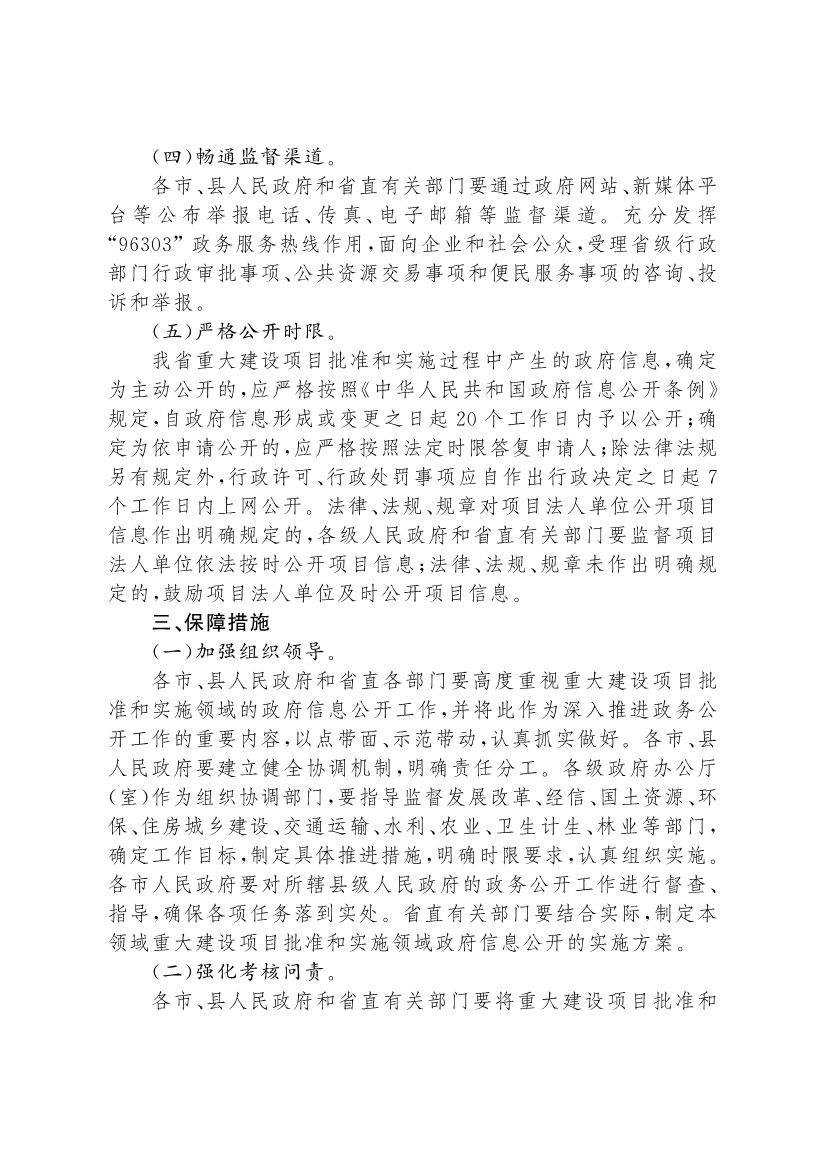 (四)畅通监督渠道。
各市、县人民政府和省直有关部门要通过政府网站、新媒体平
台等公布举报电话、传真、电子邮箱等监督渠道。充分发挥
“96303”政务服务热线作用,面向企业和社会公众,受理省级行政
部门行政审批事项、公共资源交易事项和便民服务事项的咨询、投
诉和举报。
(五)严格公开时限。
我省重大建设项目批准和实施过程中产生的政府信息,确定
为主动公开的,应严格按照《中华人民共和国政府信息公开条例》
规定,自政府信息形成或变更之日起 20 个工作日内予以公开;确
定为依申请公开的,应严格按照法定时限答复申请人;除法律法规
另有规定外,行政许可、行政处罚事项应自作出行政决定之日起 7
个工作日内上网公开。法律、法规、规章对项目法人单位公开项目
信息作出明确规定的,各级人民政府和省直有关部门要监督项目
法人单位依法按时公开项目信息;法律、法规、规章未作出明确规
定的,鼓励项目法人单位及时公开项目信息。
三、保障措施
(一)加强组织领导。
各市、县人民政府和省直各部门要高度重视重大建设项目批
准和实施领域的政府信息公开工作,并将此作为深入推进政务公
开工作的重要内容,以点带面、示范带动,认真抓实做好。各市、县
人民政府要建立健全协调机制,明确责任分工。各级政府办公厅
(室)作为组织协调部门,要指导监督发展改革、经信、国土资源、环
保、住房城乡建设、交通运输、水利、农业、卫生计生、林业等部门,
确定工作目标,制定具体推进措施,明确时限要求,认真组织实施。
各市人民政府要对所辖县级人民政府的政务公开工作进行督查、
指导,确保各项任务落到实处。省直有关部门要结合实际,制定本
领域重大建设项目批准和实施领域政府信息公开的实施方案。
(二)强化考核问责。
各市、县人民政府和省直有关部门要将重大建设项目批准和